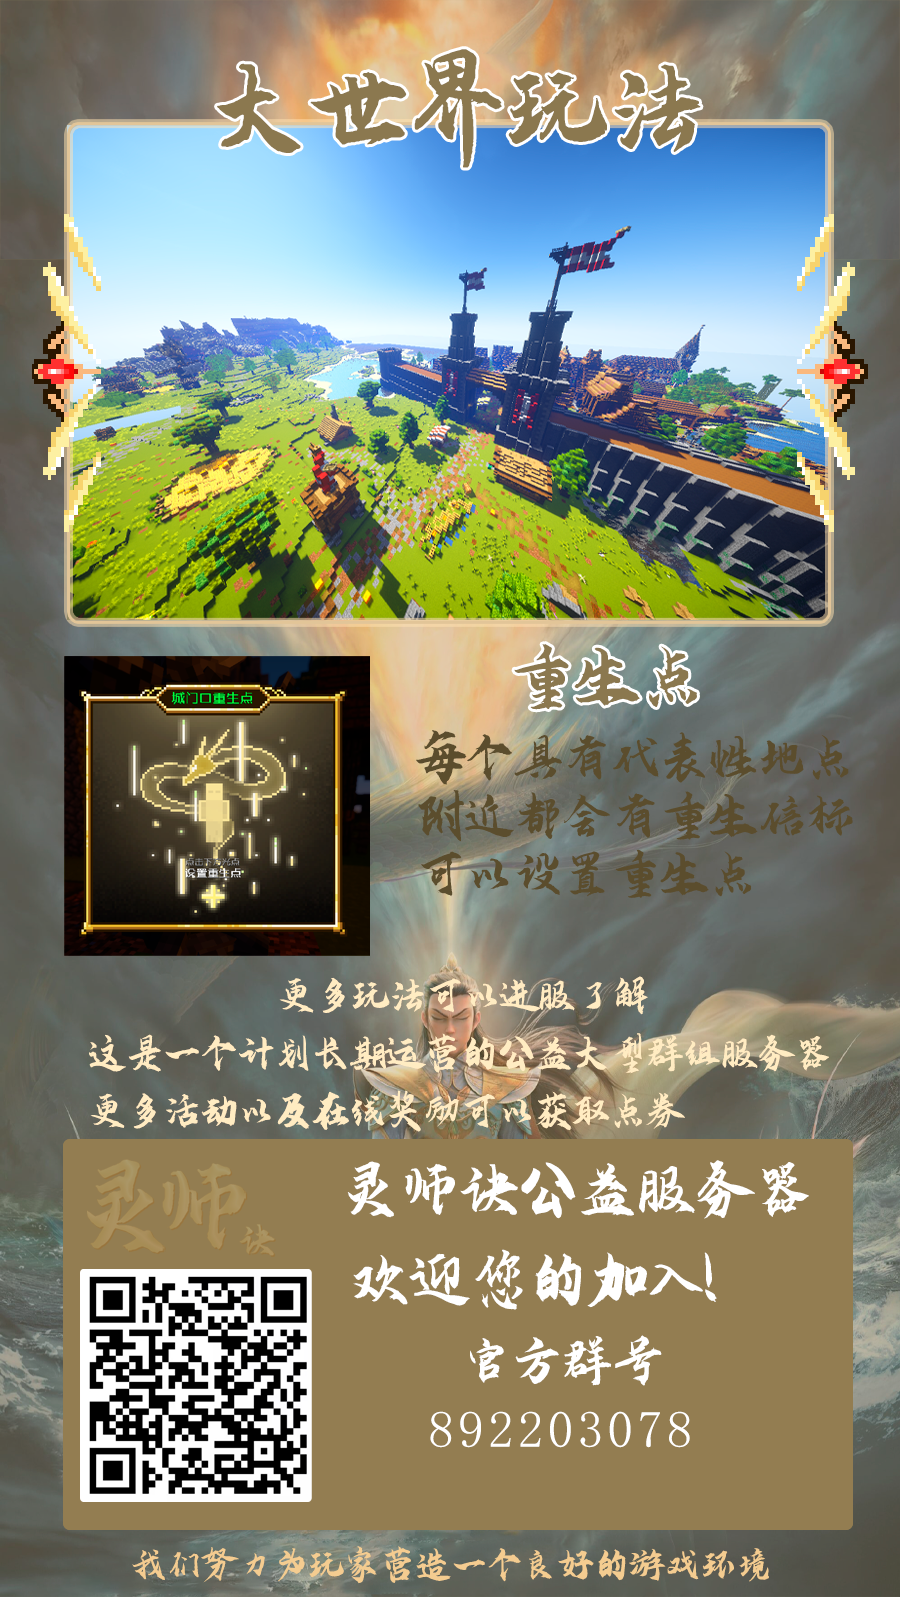 大世界玩法
城门口重生点
设置重生点
重生点
每个具有代表性地点
附近都会有重生信标
可以设置重生点
更多玩法可以进服了解
这是一个计划长期运营的公益大型群组服务器
更多活动以及在线奖励可以获取点券
灵师诀
灵师诀公益服务器
欢迎您的加入!
官方群号
892203078
我们努力为玩家营造一个良好的游戏环境